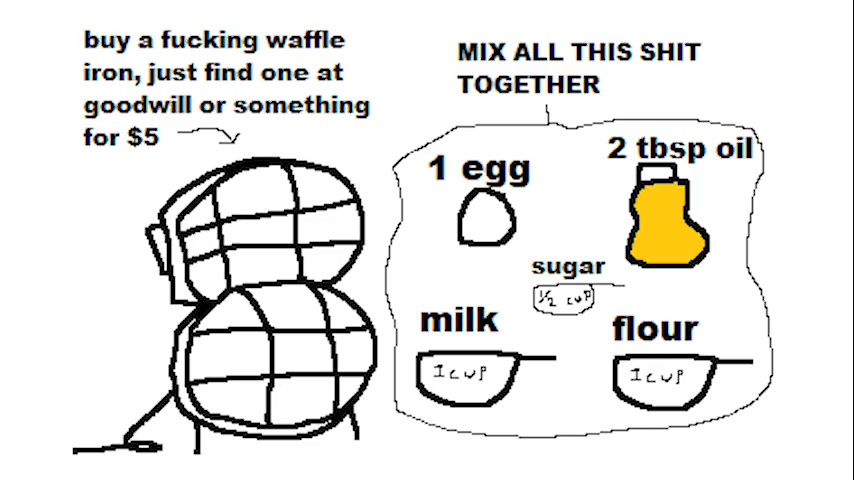 buy a fucking waffle
iron, just find one at
goodwill or something
for $5
MIX ALL THIS SHIT
TOGETHER
1 egg
2 tbsp oil
sugar
1/2 CUP
milk
1 CUP
flour
1 CUP